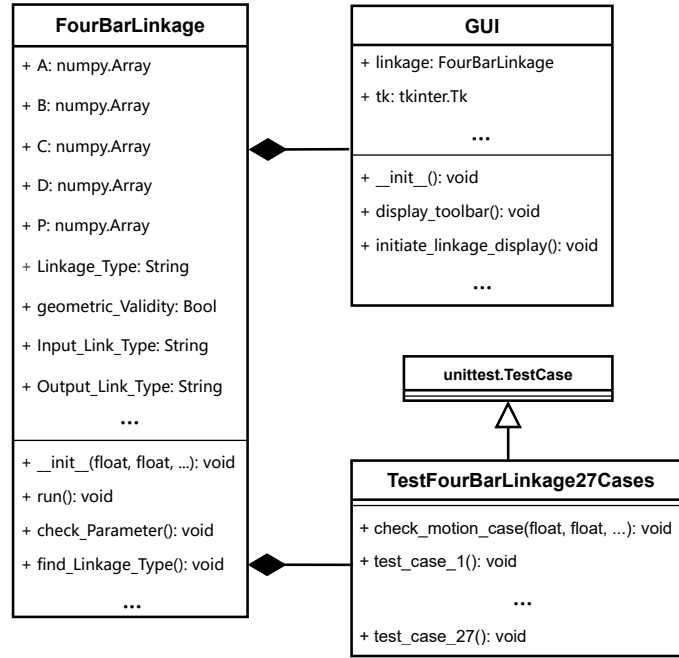 FourBarLinkage
+ A: numpy.Array
+ B: numpy.Array
+ C: numpy.Array
+ D: numpy.Array
+ P: numpy.Array
+ Linkage_Type: String
+ geometric_Validity: Bool
+ Input_Link_Type: String
+ Output_Link_Type: String
...
+ __init__(float, float, ...): void
+ run(): void
+ check_Parameter(): void
+ find_Linkage_Type(): void
...
GUI
+ linkage: FourBarLinkage
+ tk: tkinter.Tk
...
+ __init__(): void
+ display_toolbar(): void
+ initiate_linkage_display(): void
...
unittest.TestCase
TestFourBarLinkage27Cases
+ check_motion_case(float, float, ...): void
+ test_case_1(): void
...
+ test_case_27(): void